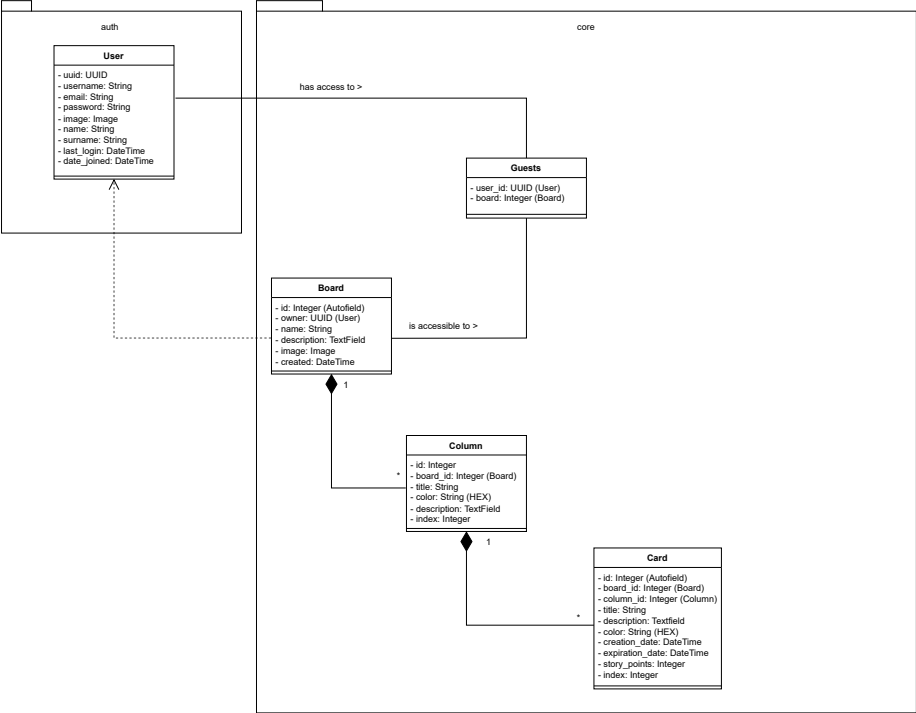 auth
core
User
- uuid: UUID
- username: String
- email: String
- password: String
- image: Image
- name: String
- surname: String
- last_login: DateTime
- date_joined: DateTime
has access to >
Guests
- user_id: UUID (User)
- board: Integer (Board)
Board
- id: Integer (Autofield)
- owner: UUID (User)
- name: String
- description: TextField
- image: Image
- created: DateTime
is accessible to >
1
*
Column
- id: Integer
- board_id: Integer (Board)
- title: String
- color: String (HEX)
- description: TextField
- index: Integer
1
*
Card
- id: Integer (Autofield)
- board_id: Integer (Board)
- column_id: Integer (Column)
- title: String
- description: Textfield
- color: String (HEX)
- creation_date: DateTime
- expiration_date: DateTime
- story_points: Integer
- index: Integer